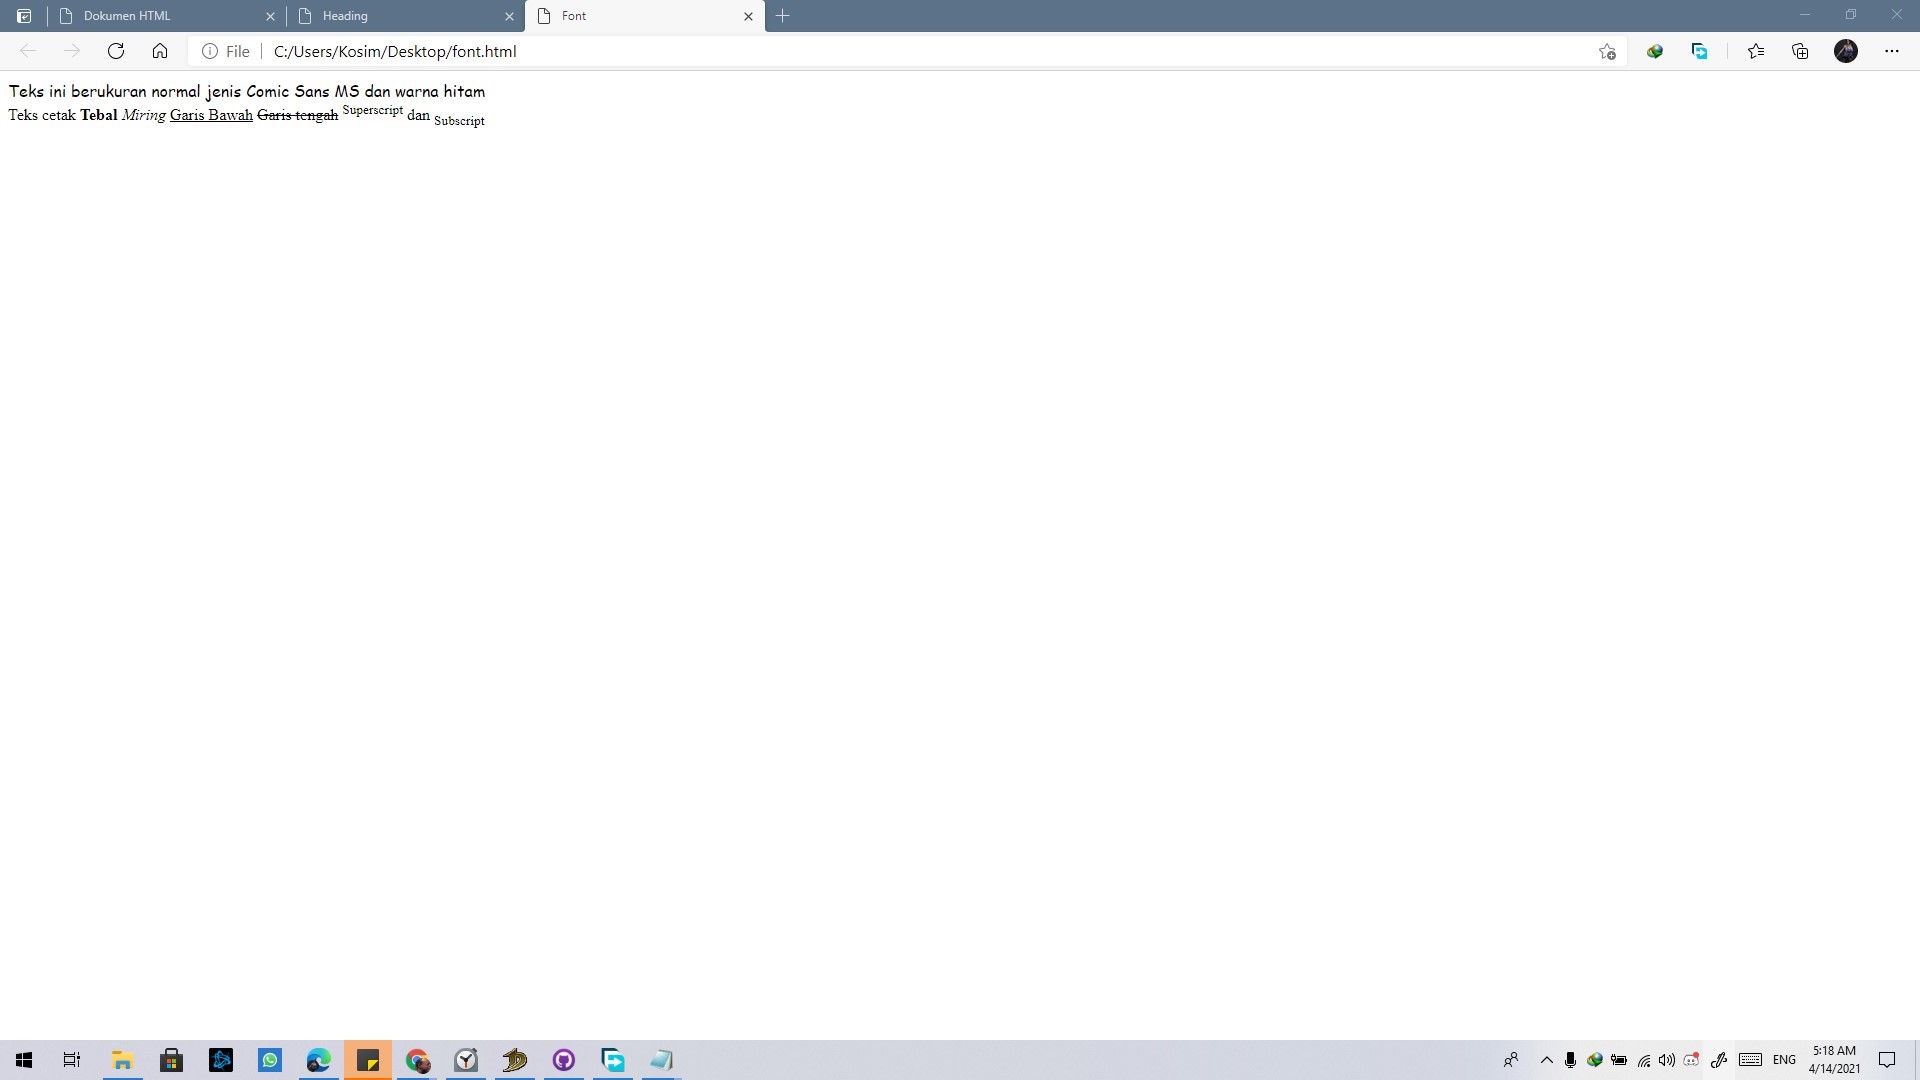 Dokumen HTML
Heading
Font
File
C:/Users/Kosim/Desktop/font.html
Teks ini berukuran normal jenis Comic Sans MS dan warna hitam
Teks cetak Tebal Miring Garis Bawah Garis tengah Superscript dan Subscript
ENG
5:18 AM
4/14/2021